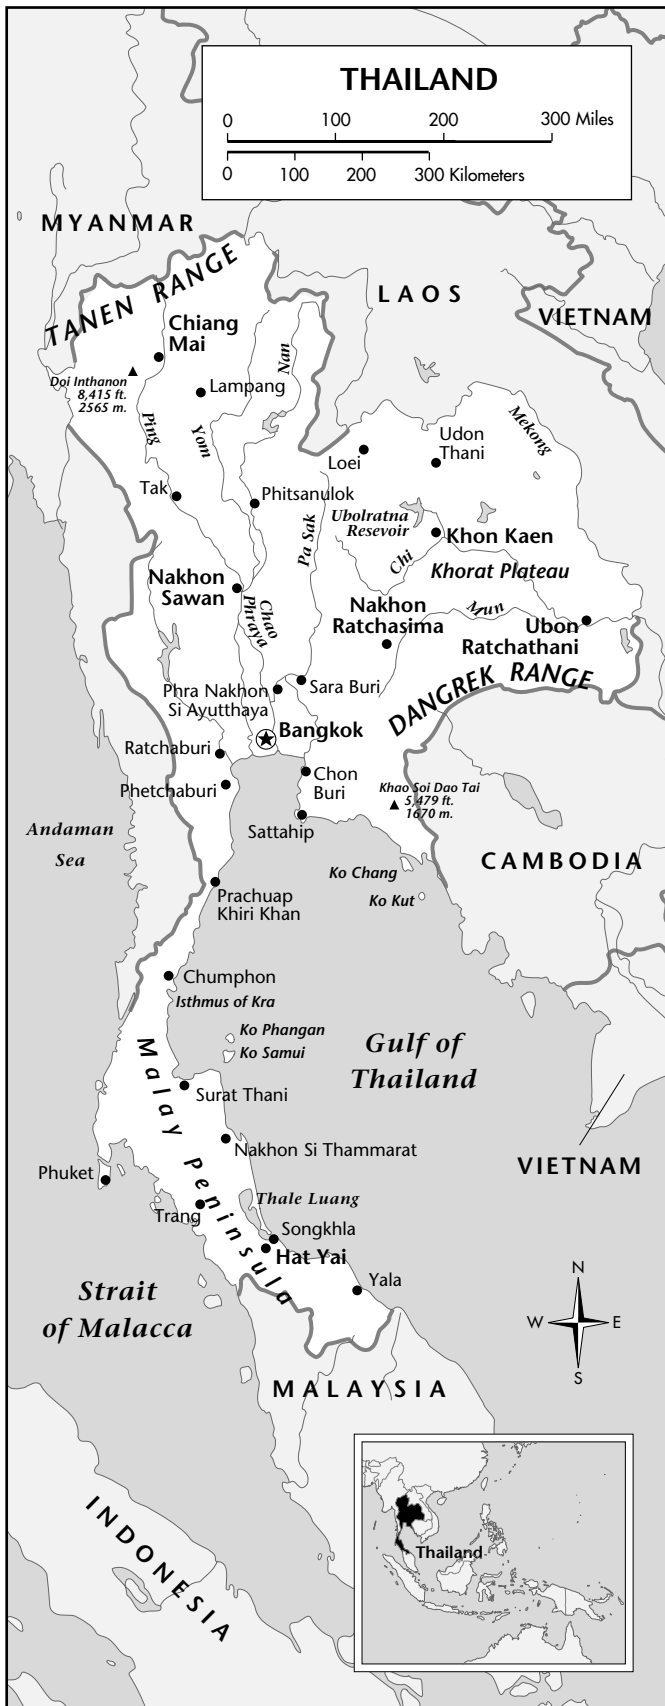 THAILAND
0 100 200 300 Miles
0 100 200 300 Kilometers
MYANMAR
LAOS
VIETNAM
TANEN RANGE
Chiang
Mai
Doi Inthanon
8,415 ft.
2565 m.
Lampang
Nan
Ping
Yom
Mekong
Loei
Udon
Thani
Tak
Phitsanulok
Pa Sak
Ubolratna
Resevoir
Khon Kaen
Chi
Khorat Plateau
Nakhon
Sawan
Chao
Phraya
Nakhon
Ratchasima
Mun
Ubon
Ratchathani
Phra Nakhon
Si Ayutthaya
Sara Buri
DANGREK RANGE
Bangkok
Ratchaburi
Phetchaburi
Chon
Buri
Khao Soi Dao Tai
5,479 ft.
1670 m.
Sattahip
Andaman
Sea
CAMBODIA
Ko Chang
Ko Kut
Prachuap
Khiri Khan
Chumphon
Isthmus of Kra
Ko Phangan
Ko Samui
Gulf of
Thailand
Malay Peninsula
Surat Thani
Nakhon Si Thammarat
VIETNAM
Phuket
Thale Luang
Trang
Songkhla
Hat Yai
Yala
Strait
of Malacca
N
W E
S
MALAYSIA
INDONESIA
Thailand